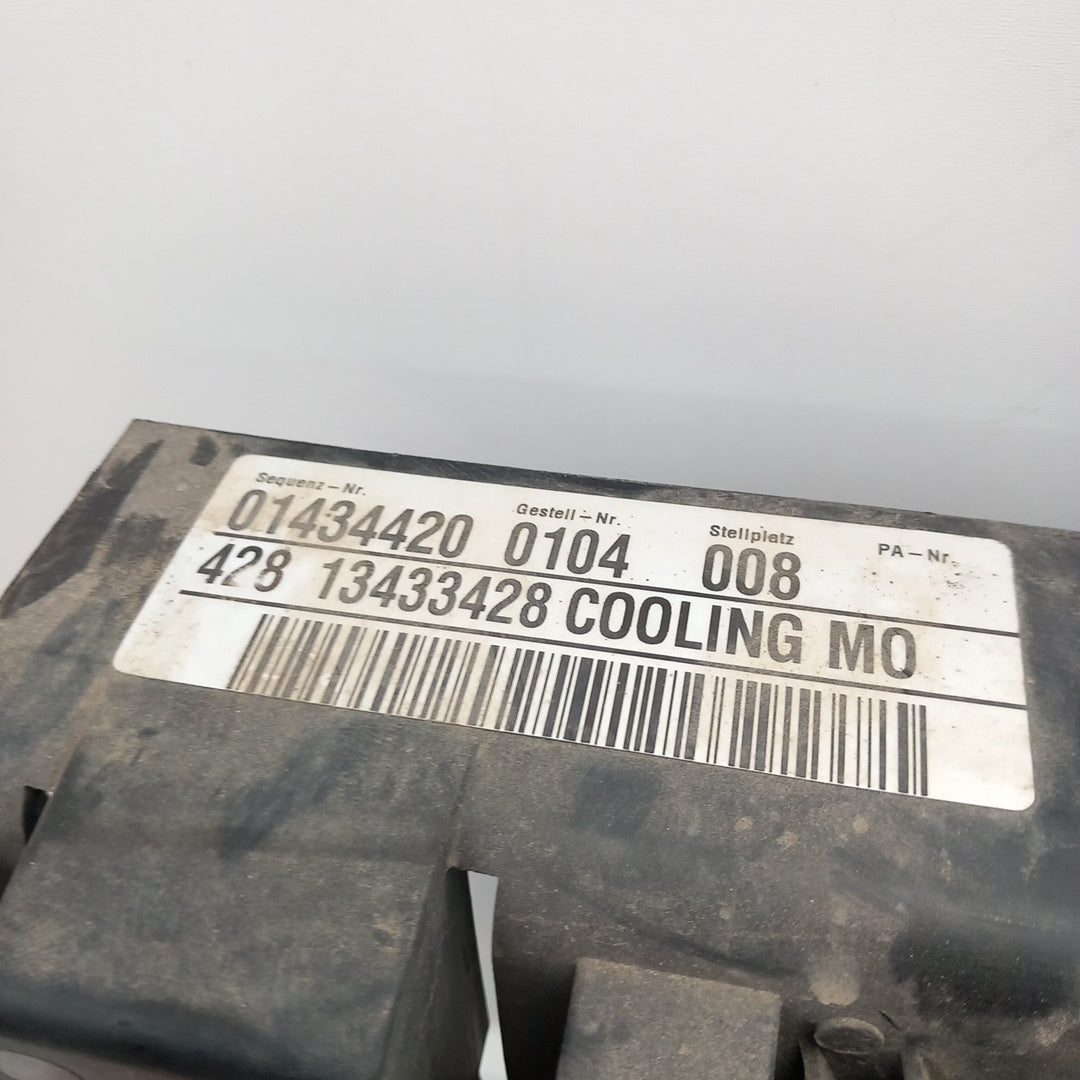 Sequenz-Nr. Gestell-Nr. Stellplatz PA-Nr.
01434420 0104 008
428 13433428 COOLING MO